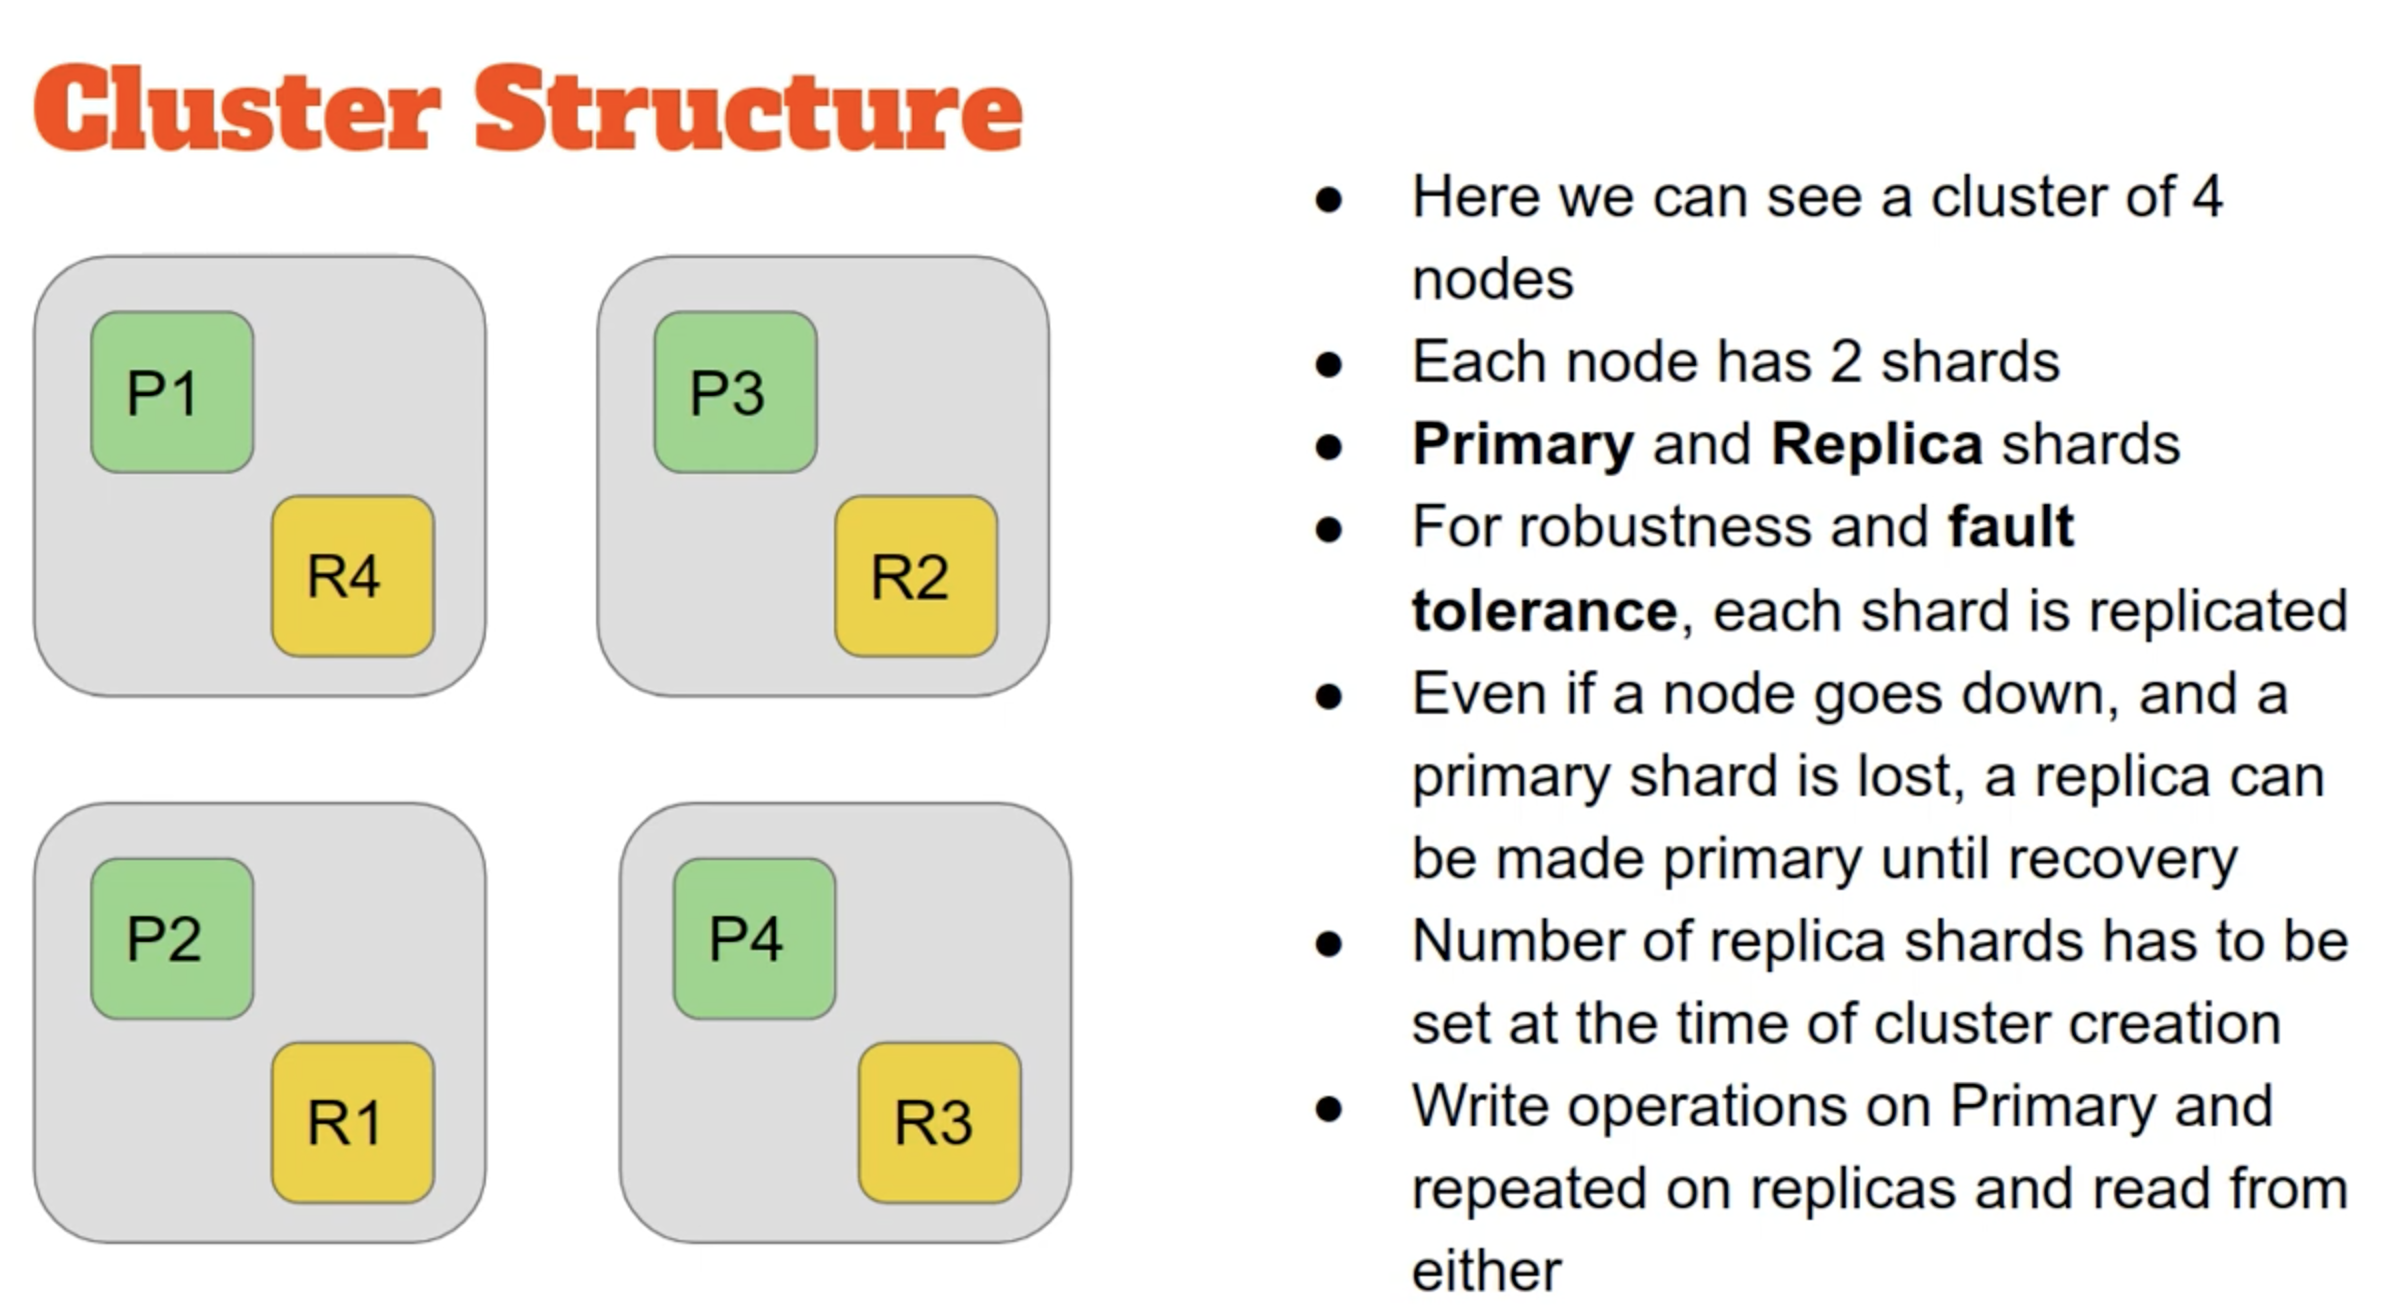 Cluster Structure
P1
R4
P3
R2
P2
R1
P4
R3
● Here we can see a cluster of 4
nodes
● Each node has 2 shards
● Primary and Replica shards
● For robustness and fault
tolerance, each shard is replicated
● Even if a node goes down, and a
primary shard is lost, a replica can
be made primary until recovery
● Number of replica shards has to be
set at the time of cluster creation
● Write operations on Primary and
repeated on replicas and read from
either